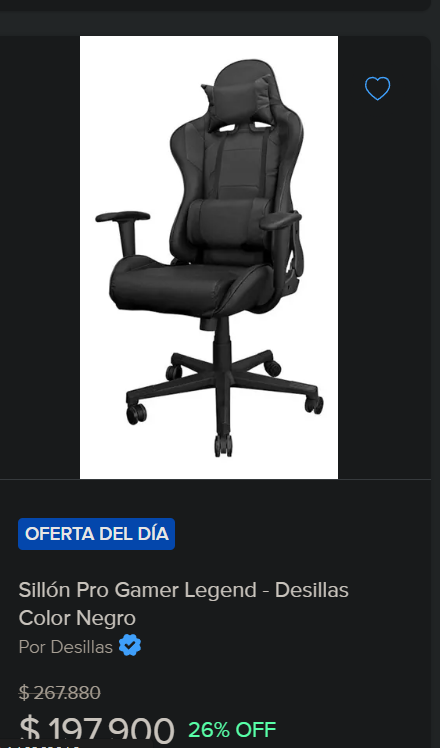 OFERTA DEL DÍA
Sillón Pro Gamer Legend - Desillas
Color Negro
Por Desillas
$ 267.880
$ 197.900 26% OFF